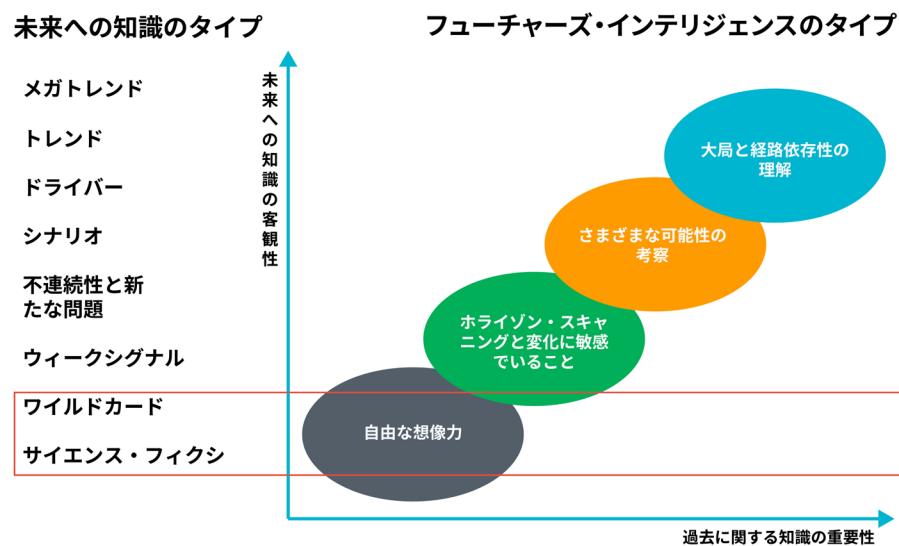 未来への知識のタイプ
フューチャーズ・インテリジェンスのタイプ
メガトレンド
トレンド
ドライバー
シナリオ
不連続性と新
たな問題
ウィークシグナル
ワイルドカード
サイエンス・フィクシ
未来への知識の客観性
大局と経路依存性の
理解
さまざまな可能性の
考察
ホライゾン・スキャ
ニングと変化に敏感
でいること
自由な想像力
過去に関する知識の重要性